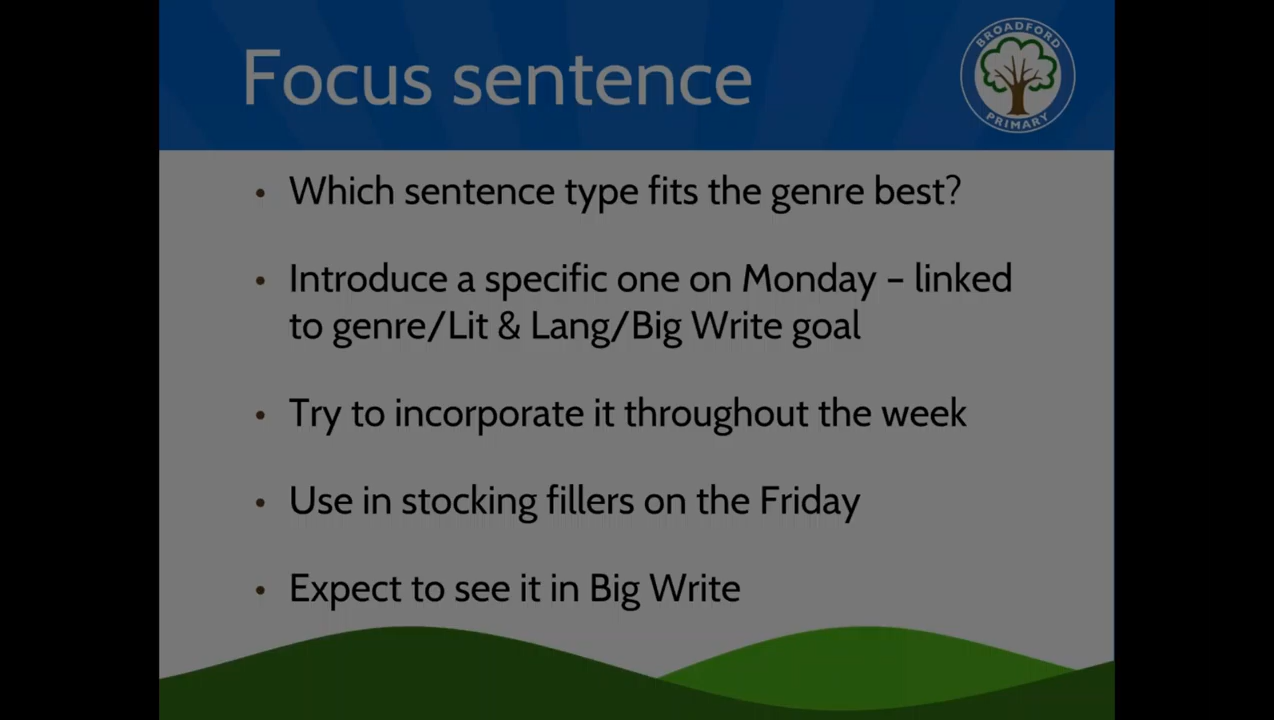 Focus sentence
BROADFORD
PRIMARY
• Which sentence type fits the genre best?
• Introduce a specific one on Monday – linked
to genre/Lit & Lang/Big Write goal
• Try to incorporate it throughout the week
• Use in stocking fillers on the Friday
• Expect to see it in Big Write